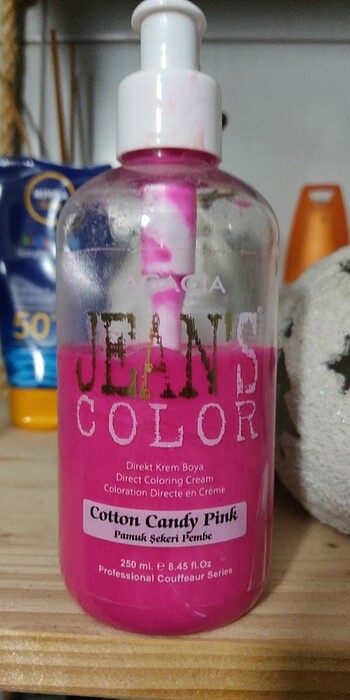 ACACIA
JEAN'S
COLOR
Direkt Krem Boya
Direct Coloring Cream
Coloration Directe en Crème
Cotton Candy Pink
Pamuk Şekeri Pembe
250 ml. e 8.45 fl.Oz
Professional Couffeaur Series
NIVEA
50